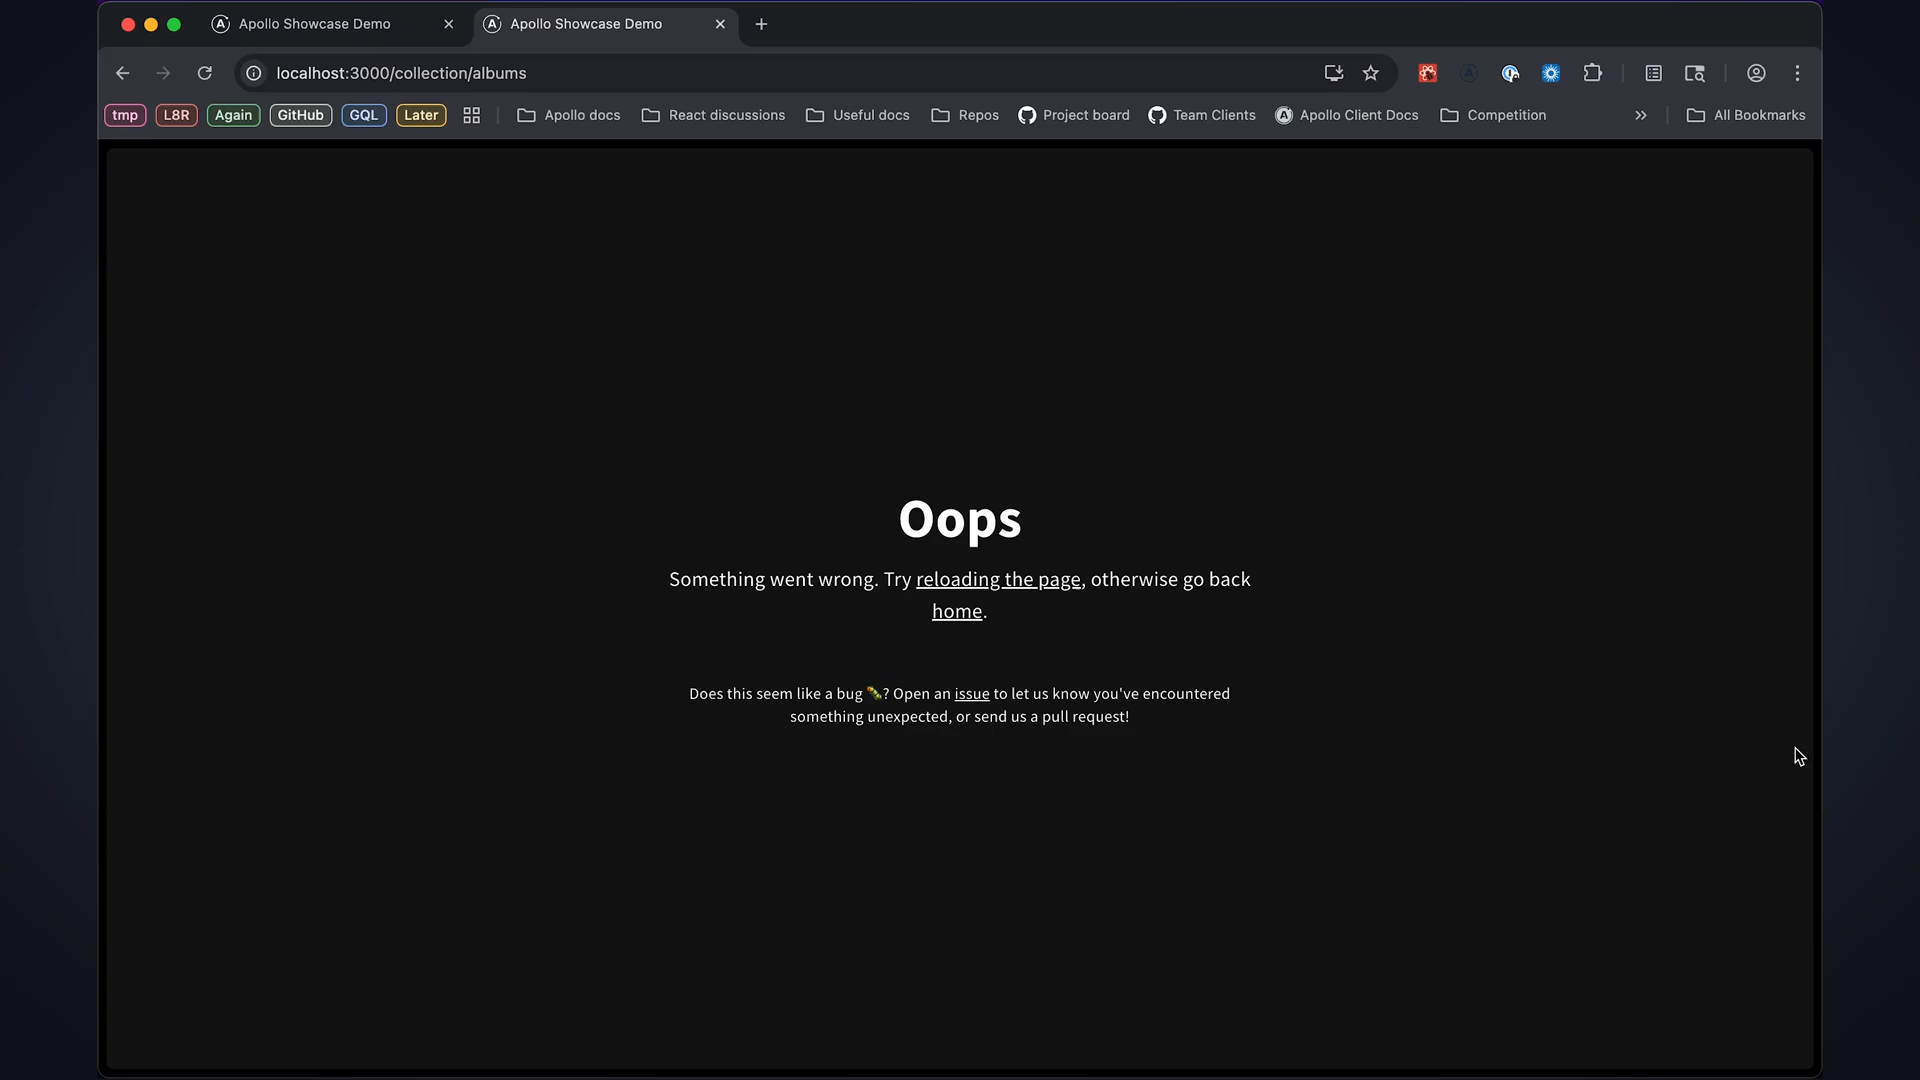 Apollo Showcase Demo
Apollo Showcase Demo
localhost:3000/collection/albums
tmp
L8R
Again
GitHub
GQL
Later
Apollo docs
React discussions
Useful docs
Repos
Project board
Team Clients
Apollo Client Docs
Competition
All Bookmarks
Oops
Something went wrong. Try reloading the page, otherwise go back
home.
Does this seem like a bug 🐛? Open an issue to let us know you've encountered
something unexpected, or send us a pull request!